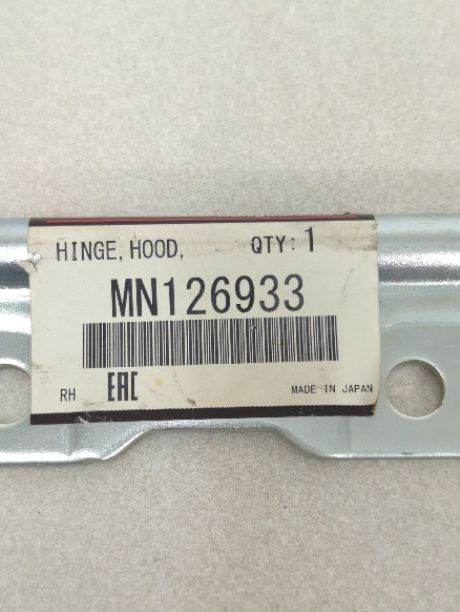 HINGE, HOOD, QTY: 1
MN126933
RH EAC MADE IN JAPAN